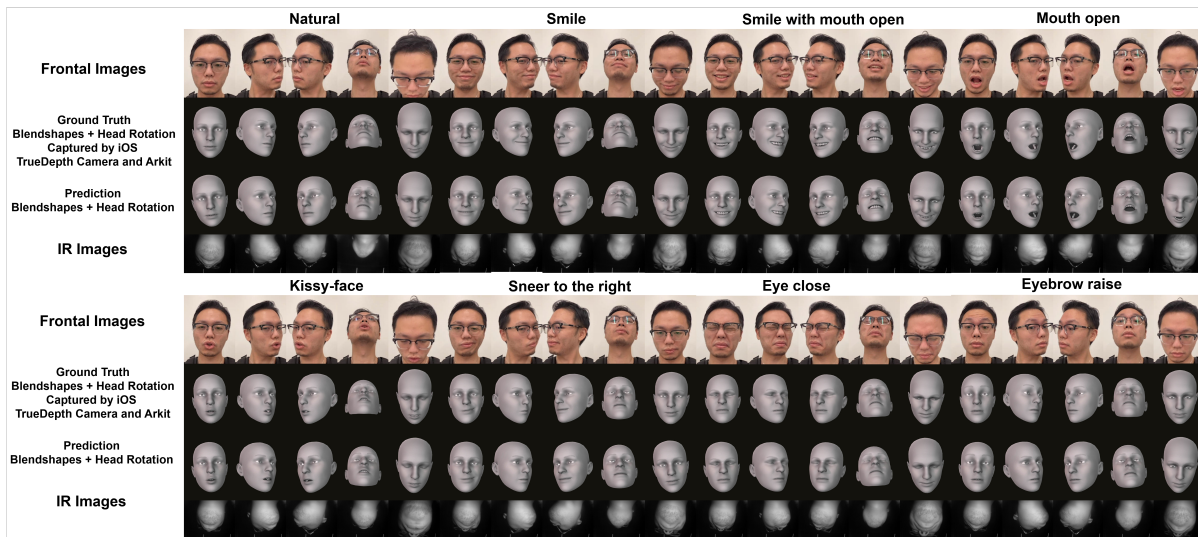 Natural
Smile
Smile with mouth open
Mouth open
Frontal Images
Ground Truth
Blendshapes + Head Rotation
Captured by iOS
TrueDepth Camera and Arkit
Prediction
Blendshapes + Head Rotation
IR Images
Kissy-face
Sneer to the right
Eye close
Eyebrow raise
Frontal Images
Ground Truth
Blendshapes + Head Rotation
Captured by iOS
TrueDepth Camera and Arkit
Prediction
Blendshapes + Head Rotation
IR Images